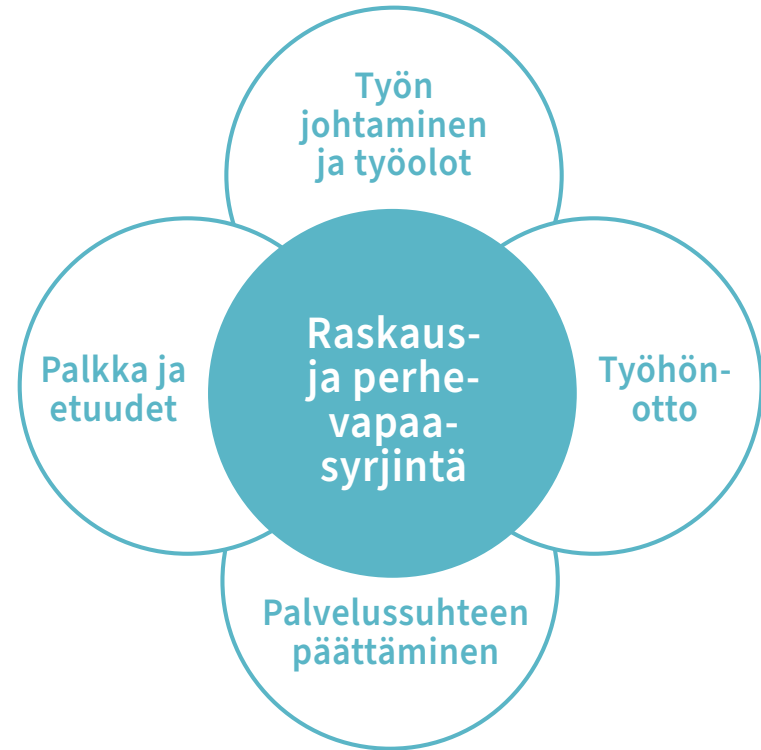 Työn
johtaminen
ja työolot
Palkka ja
etuudet
Raskaus-
ja perhe-
vapaa-
syrjintä
Työhön-
otto
Palvelussuhteen
päättäminen